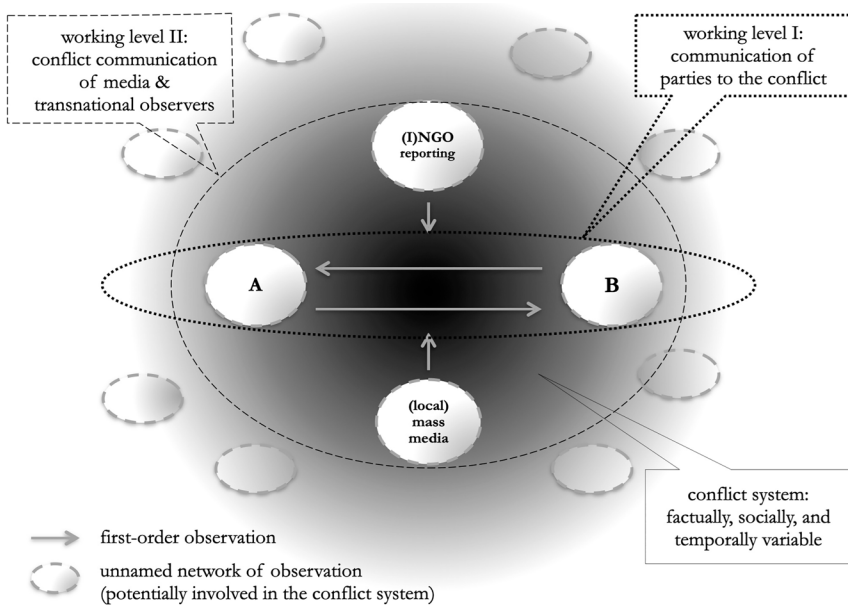 working level II:
conflict communication
of media &
transnational observers
working level I:
communication of
parties to the conflict
(I)NGO
reporting
A
B
(local)
mass
media
conflict system:
factually, socially, and
temporally variable
first-order observation
unnamed network of observation
(potentially involved in the conflict system)